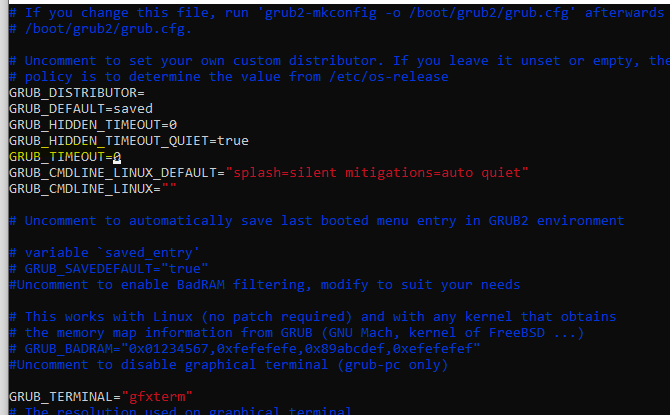 # If you change this file, run 'grub2-mkconfig -o /boot/grub2/grub.cfg' afterwards
# /boot/grub2/grub.cfg.
# Uncomment to set your own custom distributor. If you leave it unset or empty, the
# policy is to determine the value from /etc/os-release
GRUB_DISTRIBUTOR=
GRUB_DEFAULT=saved
GRUB_HIDDEN_TIMEOUT=0
GRUB_HIDDEN_TIMEOUT_QUIET=true
GRUB_TIMEOUT=0
GRUB_CMDLINE_LINUX_DEFAULT="splash=silent mitigations=auto quiet"
GRUB_CMDLINE_LINUX=""
# Uncomment to automatically save last booted menu entry in GRUB2 environment
# variable `saved_entry'
# GRUB_SAVEDEFAULT="true"
#Uncomment to enable BadRAM filtering, modify to suit your needs
# This works with Linux (no patch required) and with any kernel that obtains
# the memory map information from GRUB (GNU Mach, kernel of FreeBSD ...)
# GRUB_BADRAM="0x01234567,0xfefefefe,0x89abcdef,0xefefefef"
#Uncomment to disable graphical terminal (grub-pc only)
GRUB_TERMINAL="gfxterm"
# The resolution used on graphical terminal